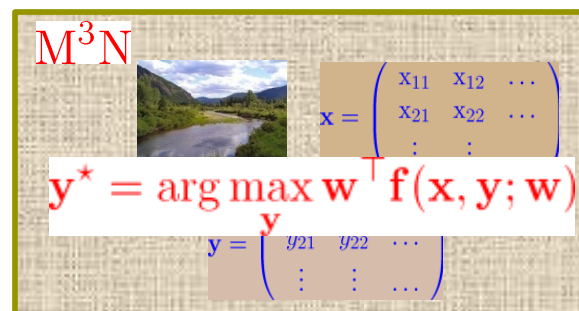 M³N
x = ( x₁₁ x₁₂ …
x₂₁ x₂₂ …
⋮ ⋮ )
y⋆ = arg max_y w⊤ f(x, y; w)
y = ( y₂₁ y₂₂ …
⋮ ⋮ … )